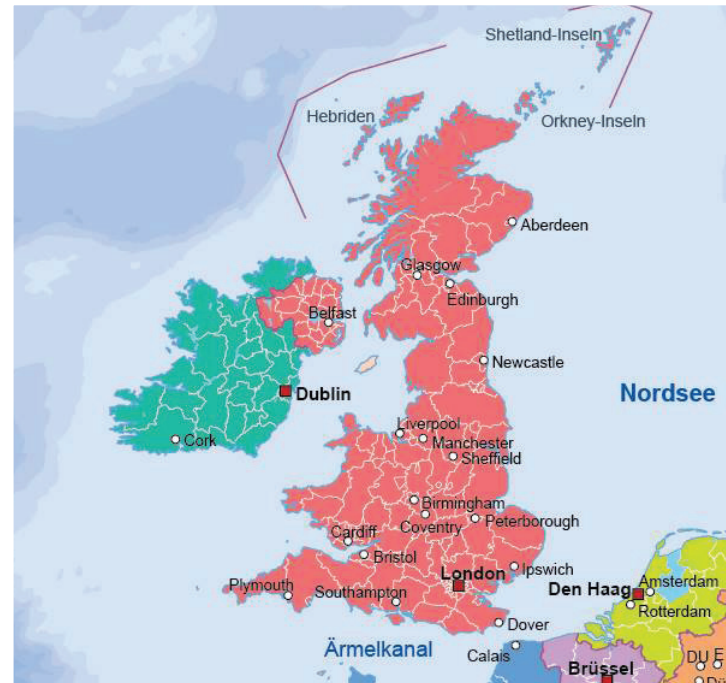 Shetland-Inseln
Hebriden
Orkney-Inseln
Aberdeen
Glasgow
Edinburgh
Belfast
Newcastle
Dublin
Nordsee
Cork
Liverpool
Manchester
Sheffield
Birmingham
Coventry
Peterborough
Cardiff
Bristol
London
Ipswich
Plymouth
Southampton
Den Haag
Amsterdam
Rotterdam
Dover
Ärmelkanal
Calais
Brüssel
DU
E